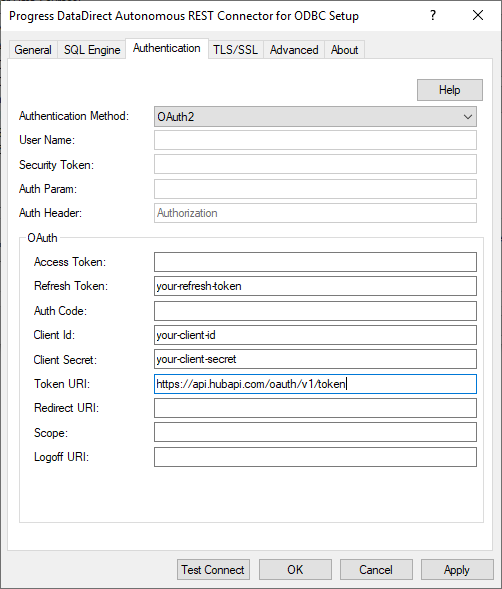 Progress DataDirect Autonomous REST Connector for ODBC Setup ? ×
General SQL Engine Authentication TLS/SSL Advanced About
Help
Authentication Method: OAuth2
User Name:
Security Token:
Auth Param:
Auth Header: Authorization
OAuth
Access Token:
Refresh Token: your-refresh-token
Auth Code:
Client Id: your-client-id
Client Secret: your-client-secret
Token URI: https://api.hubapi.com/oauth/v1/token
Redirect URI:
Scope:
Logoff URI:
Test Connect OK Cancel Apply